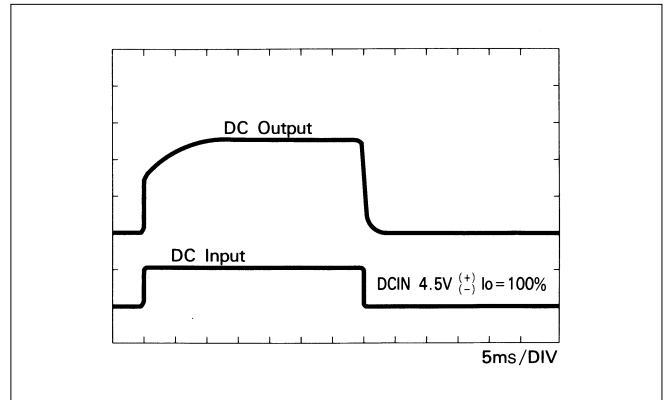 DC Output
DC Input
DCIN 4.5V (+) (-) Io=100%
5ms/DIV